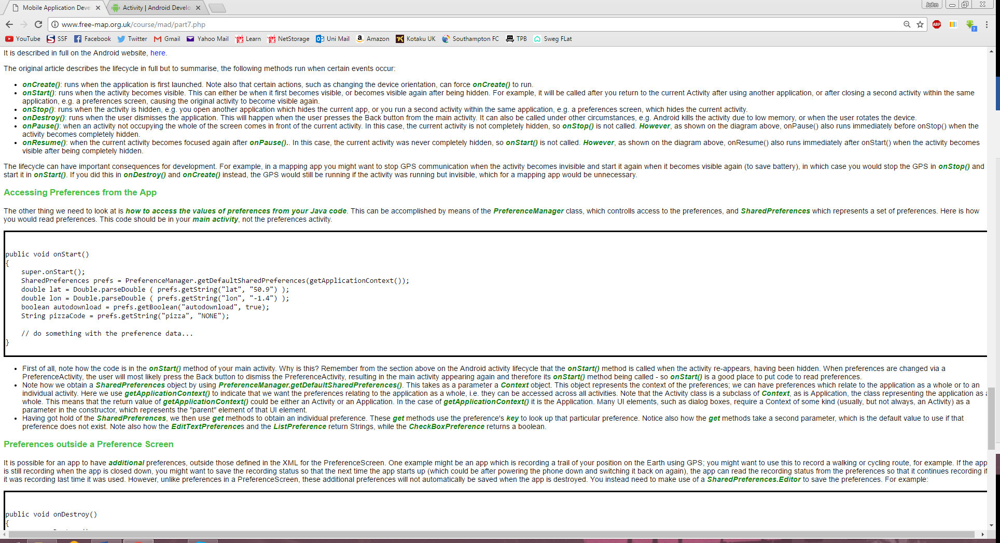 Mobile Application Deve
Activity | Android Develo
John
www.free-map.org.uk/course/mad/part7.php
ABP
YouTube SSF Facebook Twitter Gmail Yahoo Mail Learn NetStorage Uni Mail Amazon Kotaku UK Southampton FC TPB Sweg FLat
It is described in full on the Android website, here.
The original article describes the lifecycle in full but to summarise, the following methods run when certain events occur:
• onCreate(): runs when the application is first launched. Note also that certain actions, such as changing the device orientation, can force onCreate() to run.
• onStart(): runs when the activity becomes visible. This can either be when it first becomes visible, or becomes visible again after being hidden. For example, it will be called after you return to the current Activity after using another application, or after closing a second activity within the same
application, e.g. a preferences screen, causing the original activity to become visible again.
• onStop(): runs when the activity is hidden, e.g. you open another application which hides the current app, or you run a second activity within the same application, e.g. a preferences screen, which hides the current activity.
• onDestroy(): runs when the user dismisses the application. This will happen when the user presses the Back button from the main activity. It can also be called under other circumstances, e.g. Android kills the activity due to low memory, or when the user rotates the device.
• onPause(): when an activity not occupying the whole of the screen comes in front of the current activity. In this case, the current activity is not completely hidden, so onStop() is not called. However, as shown on the diagram above, onPause() also runs immediately before onStop() when the
activity becomes completely hidden.
• onResume(): when the current activity becomes focused again after onPause().. In this case, the current activity was never completely hidden, so onStart() is not called. However, as shown on the diagram above, onResume() also runs immediately after onStart() when the activity becomes
visible after being completely hidden.
The lifecycle can have important consequences for development. For example, in a mapping app you might want to stop GPS communication when the activity becomes invisible and start it again when it becomes visible again (to save battery), in which case you would stop the GPS in onStop() and
start it in onStart(). If you did this in onDestroy() and onCreate() instead, the GPS would still be running if the activity was running but invisible, which for a mapping app would be unnecessary.
Accessing Preferences from the App
The other thing we need to look at is how to access the values of preferences from your Java code. This can be accomplished by means of the PreferenceManager class, which controlls access to the preferences, and SharedPreferences which represents a set of preferences. Here is how
you would read preferences. This code should be in your main activity, not the preferences activity.
public void onStart()
{
super.onStart();
SharedPreferences prefs = PreferenceManager.getDefaultSharedPreferences(getApplicationContext());
double lat = Double.parseDouble ( prefs.getString("lat", "50.9") );
double lon = Double.parseDouble ( prefs.getString("lon", "-1.4") );
boolean autodownload = prefs.getBoolean("autodownload", true);
String pizzaCode = prefs.getString("pizza", "NONE");
// do something with the preference data...
}
• First of all, note how the code is in the onStart() method of your main activity. Why is this? Remember from the section above on the Android activity lifecycle that the onStart() method is called when the activity re-appears, having been hidden. When preferences are changed via a
PreferenceActivity, the user will most likely press the Back button to dismiss the PreferenceActivity, resulting in the main activity appearing again and therefore its onStart() method being called - so onStart() is a good place to put code to read preferences.
• Note how we obtain a SharedPreferences object by using PreferenceManager.getDefaultSharedPreferences(). This takes as a parameter a Context object. This object represents the context of the preferences; we can have preferences which relate to the application as a whole or to an
individual activity. Here we use getApplicationContext() to indicate that we want the preferences relating to the application as a whole, i.e. they can be accessed across all activities. Note that the Activity class is a subclass of Context, as is Application, the class representing the application as a
whole. This means that the return value of getApplicationContext() could be either an Activity or an Application. In the case of getApplicationContext() it is the Application. Many UI elements, such as dialog boxes, require a Context of some kind (usually, but not always, an Activity) as a
parameter in the constructor, which represents the "parent" element of that UI element.
• Having got hold of the SharedPreferences, we then use get methods to obtain an individual preference. These get methods use the preference's key to look up that particular preference. Notice also how the get methods take a second parameter, which is the default value to use if that
preference does not exist. Note also how the EditTextPreferences and the ListPreference return Strings, while the CheckBoxPreference returns a boolean.
Preferences outside a Preference Screen
It is possible for an app to have additional preferences, outside those defined in the XML for the PreferenceScreen. One example might be an app which is recording a trail of your position on the Earth using GPS; you might want to use this to record a walking or cycling route, for example. If the app
is still recording when the app is closed down, you might want to save the recording status so that the next time the app starts up (which could be after powering the phone down and switching it back on again), the app can read the recording status from the preferences so that it continues recording if
it was recording last time it was used. However, unlike preferences in a PreferenceScreen, these additional preferences will not automatically be saved when the app is destroyed. You instead need to make use of a SharedPreferences.Editor to save the preferences. For example:
public void onDestroy()
{